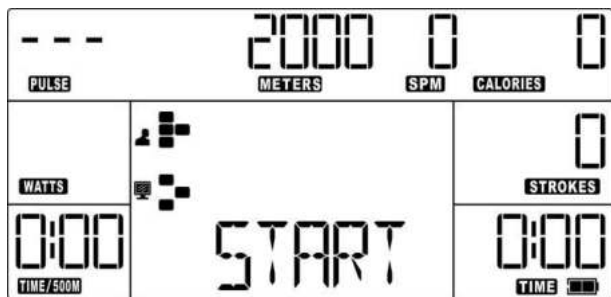 --- 2000 0 0
PULSE METERS SPM CALORIES
0
WATTS STROKES
0:00 START 0:00
TIME/500M TIME